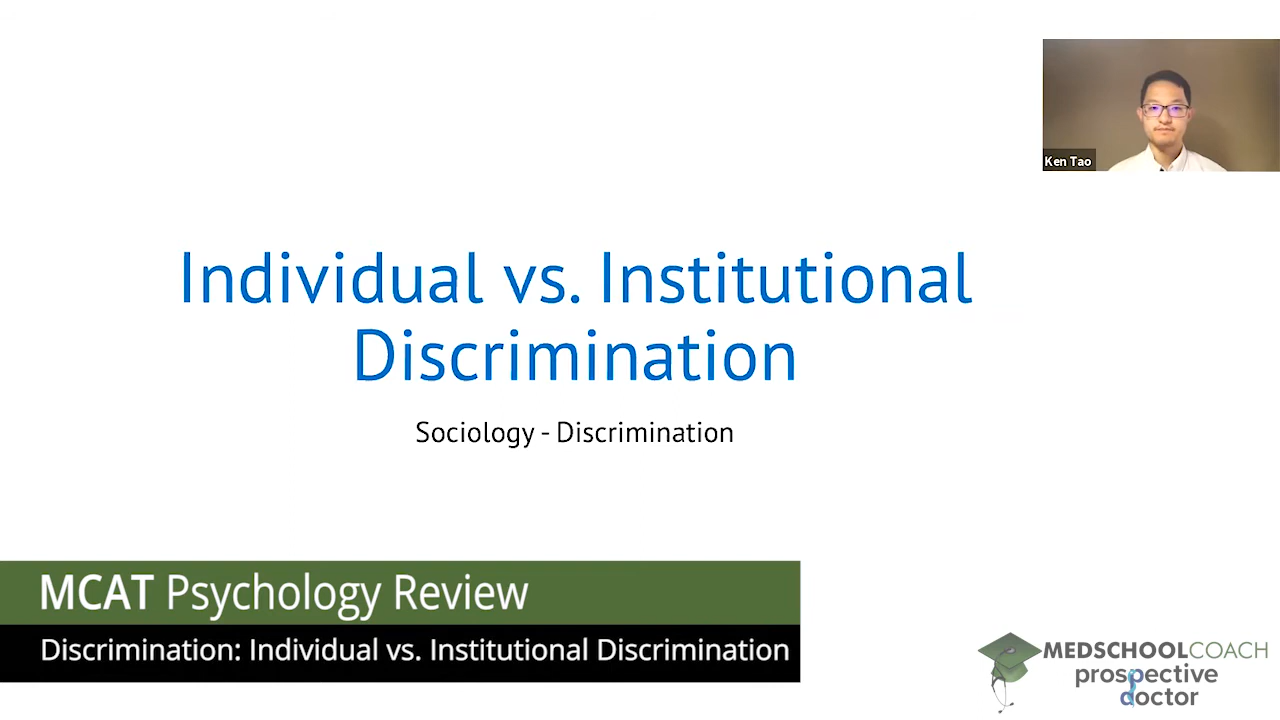 Ken Tao
Individual vs. Institutional
Discrimination
Sociology - Discrimination
MCAT Psychology Review
Discrimination: Individual vs. Institutional Discrimination
MEDSCHOOLCOACH
prospective
doctor